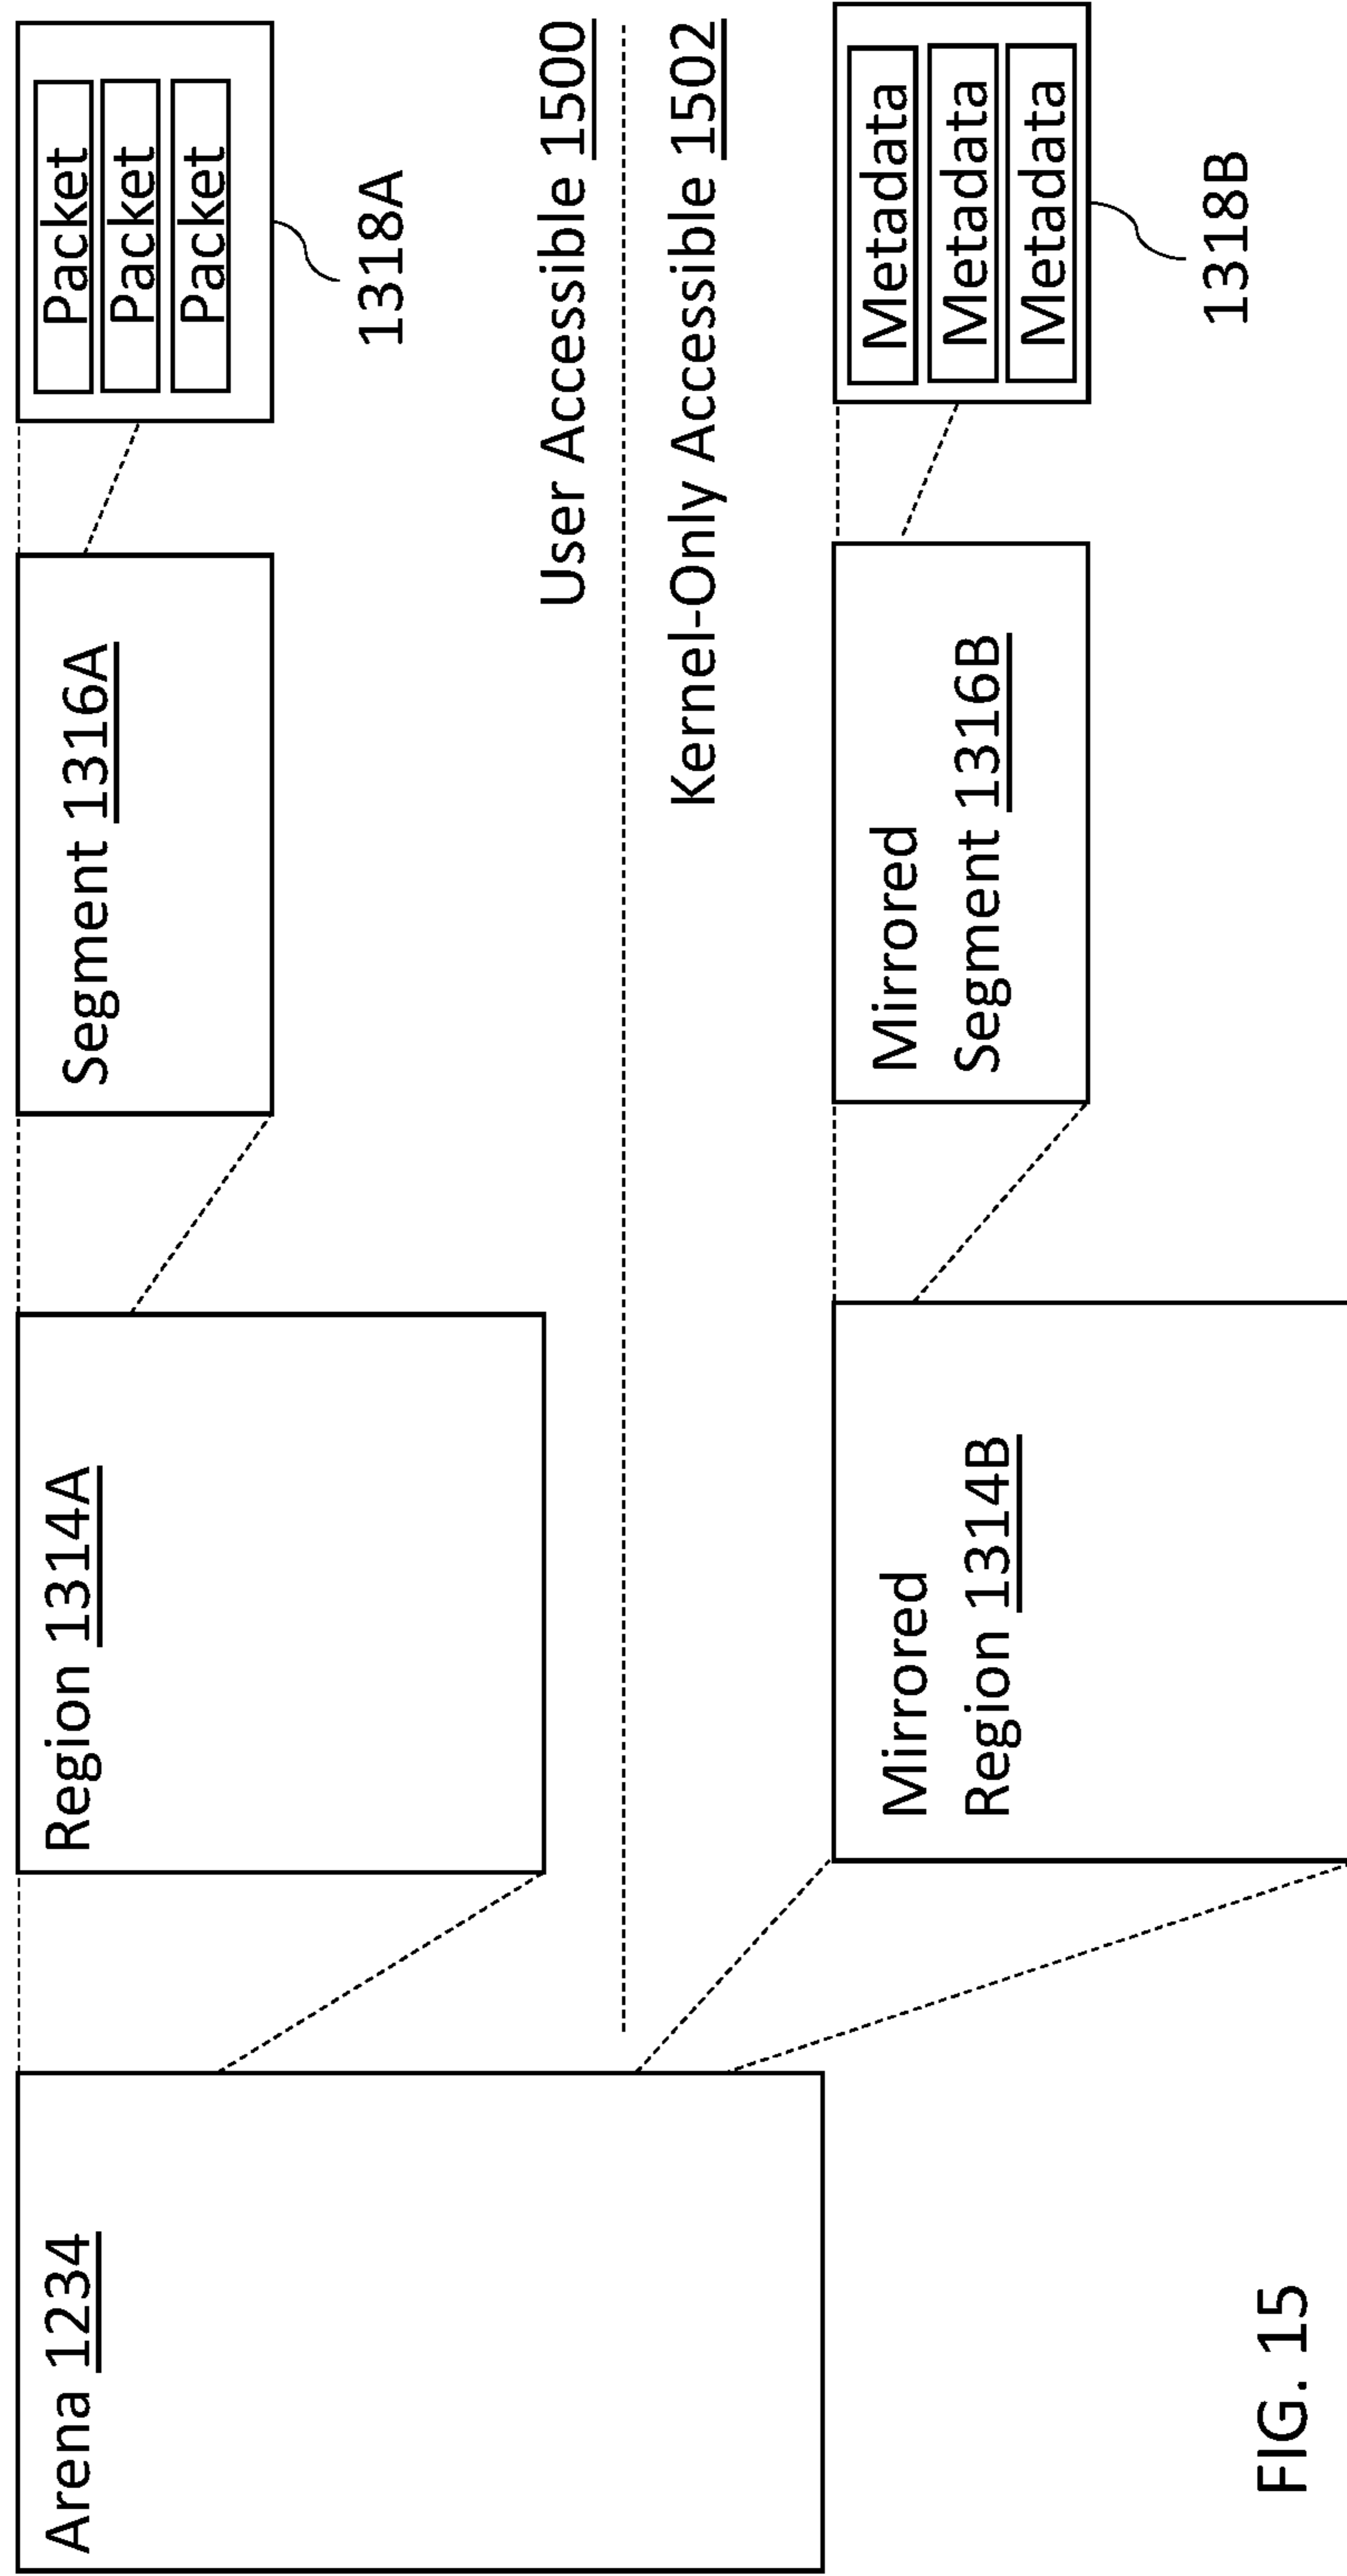 Arena 1234
Region 1314A
Segment 1316A
Packet
Packet
Packet
1318A
User Accessible 1500
Kernel-Only Accessible 1502
Mirrored
Region 1314B
Mirrored
Segment 1316B
Metadata
Metadata
Metadata
1318B
FIG. 15